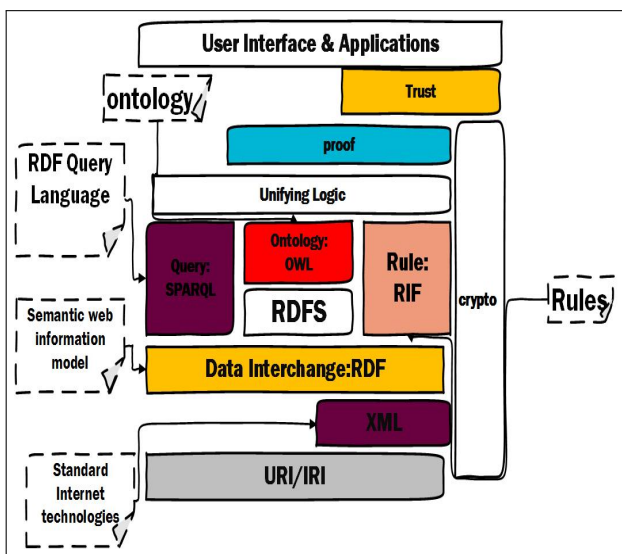 User Interface & Applications
Trust
ontology
proof
RDF Query
Language
Unifying Logic
Query:
SPARQL
Ontology:
OWL
Rule:
RIF
crypto
Rules
RDFS
Semantic web
information
model
Data Interchange:RDF
XML
Standard
Internet
technologies
URI/IRI